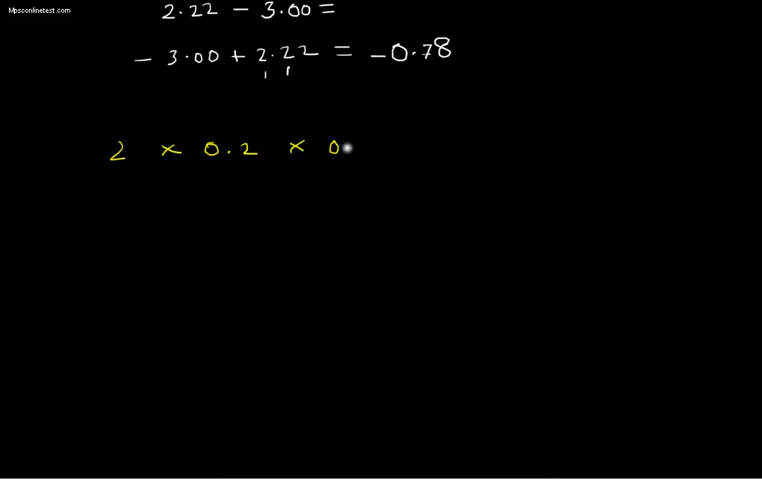 Mpsconlinetest.com
2.22 - 3.00 =
- 3.00 + 2.22 = -0.78
2 × 0.2 × 0